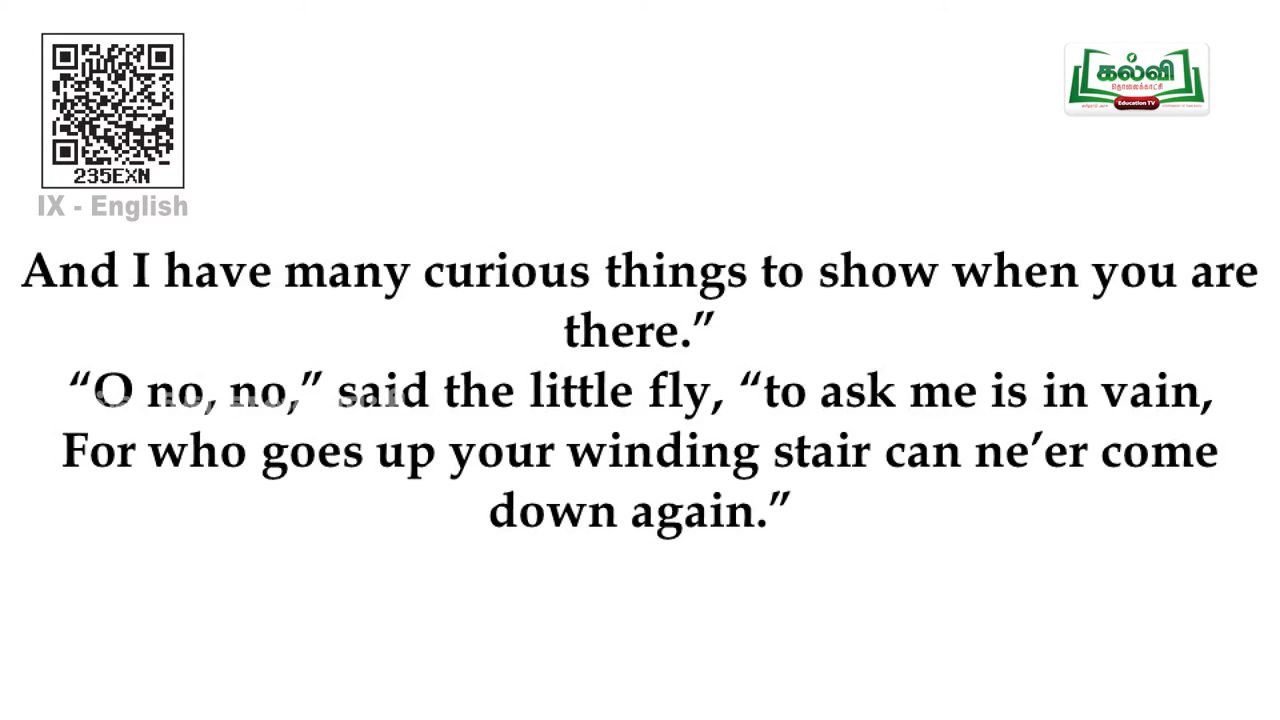 கல்வி
தொலைக்காட்சி
Education TV
235EXN
IX - English
And I have many curious things to show when you are
there.”
“O no, no,” said the little fly, “to ask me is in vain,
For who goes up your winding stair can ne’er come
down again.”